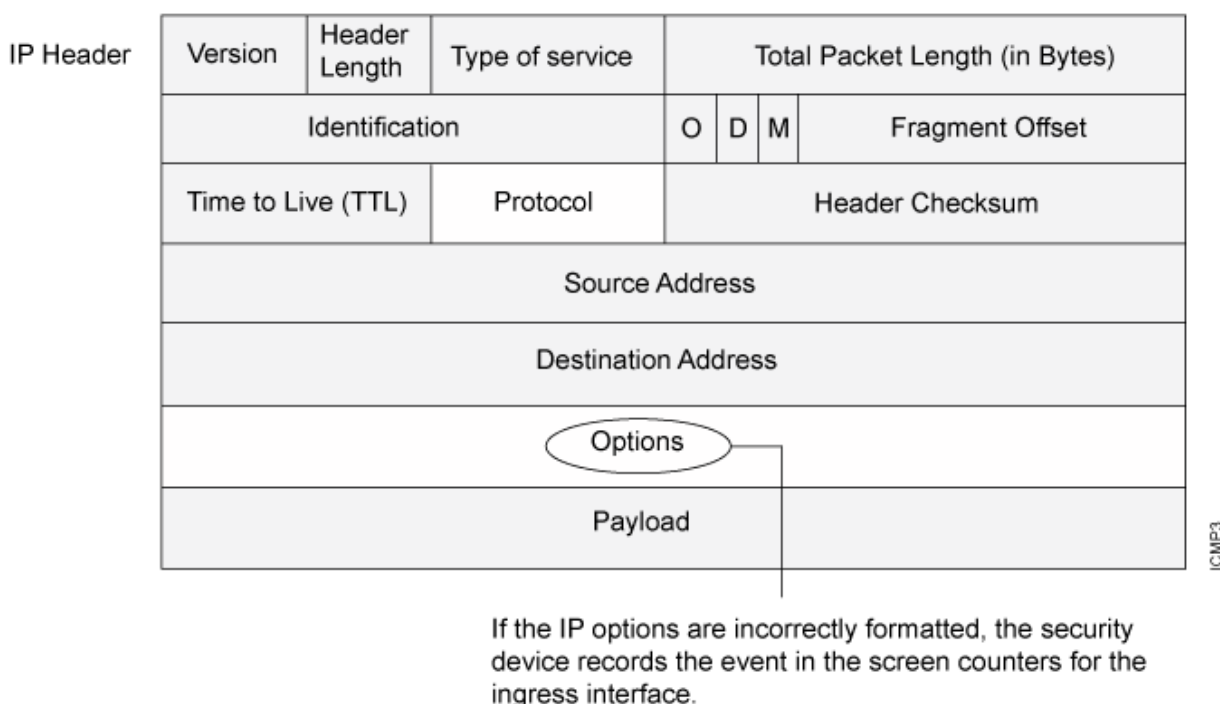 IP Header
Version
Header
Length
Type of service
Total Packet Length (in Bytes)
Identification
O
D
M
Fragment Offset
Time to Live (TTL)
Protocol
Header Checksum
Source Address
Destination Address
Options
Payload
ICMP3
If the IP options are incorrectly formatted, the security
device records the event in the screen counters for the
ingress interface.